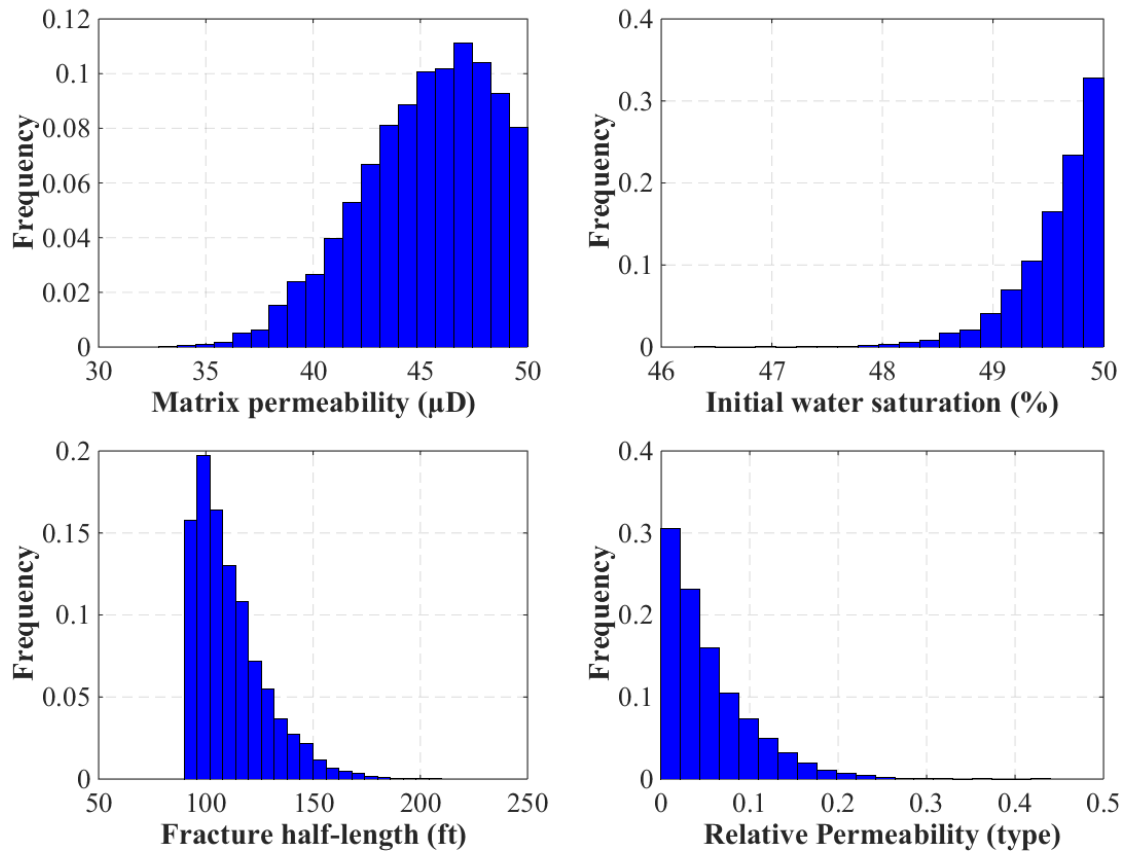 0.12
0.1
0.08
0.06
0.04
0.02
0
Frequency
30 35 40 45 50
Matrix permeability (µD)
0.4
0.3
0.2
0.1
0
Frequency
46 47 48 49 50
Initial water saturation (%)
0.2
0.15
0.1
0.05
0
Frequency
50 100 150 200 250
Fracture half-length (ft)
0.4
0.3
0.2
0.1
0
Frequency
0 0.1 0.2 0.3 0.4 0.5
Relative Permeability (type)